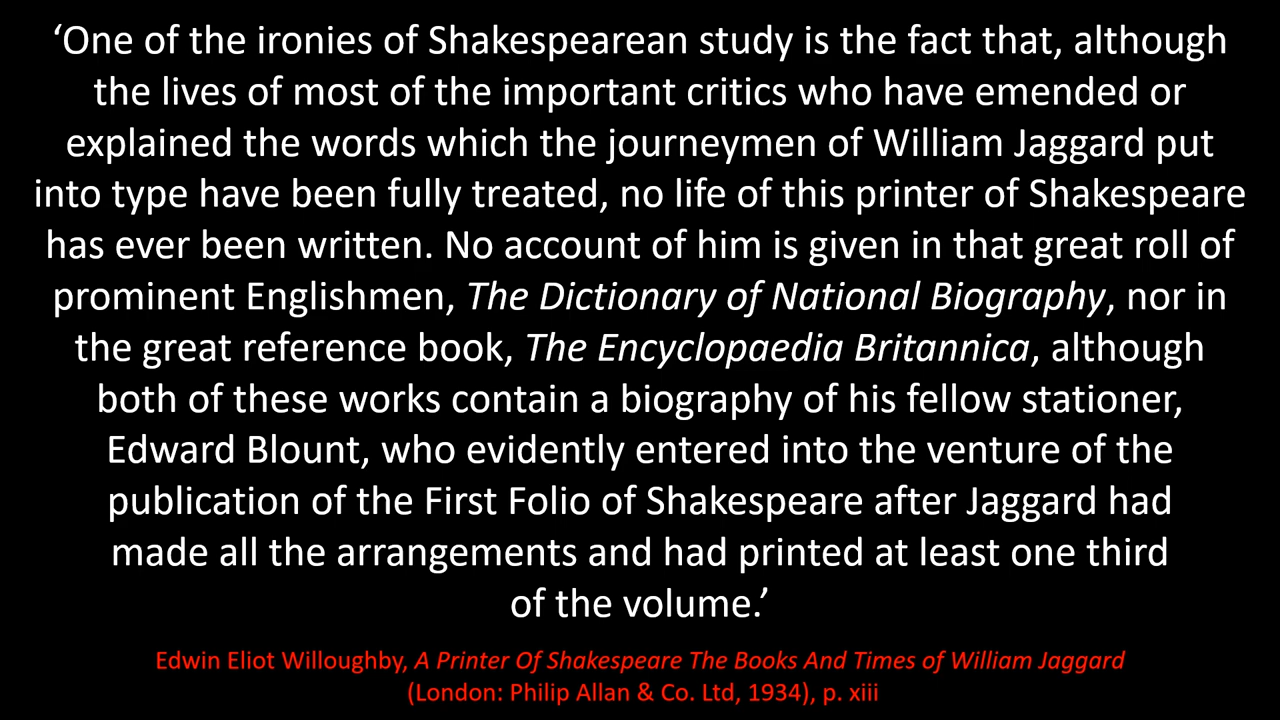 ‘One of the ironies of Shakespearean study is the fact that, although
the lives of most of the important critics who have emended or
explained the words which the journeymen of William Jaggard put
into type have been fully treated, no life of this printer of Shakespeare
has ever been written. No account of him is given in that great roll of
prominent Englishmen, The Dictionary of National Biography, nor in
the great reference book, The Encyclopaedia Britannica, although
both of these works contain a biography of his fellow stationer,
Edward Blount, who evidently entered into the venture of the
publication of the First Folio of Shakespeare after Jaggard had
made all the arrangements and had printed at least one third
of the volume.’
Edwin Eliot Willoughby, A Printer Of Shakespeare The Books And Times of William Jaggard
(London: Philip Allan & Co. Ltd, 1934), p. xiii